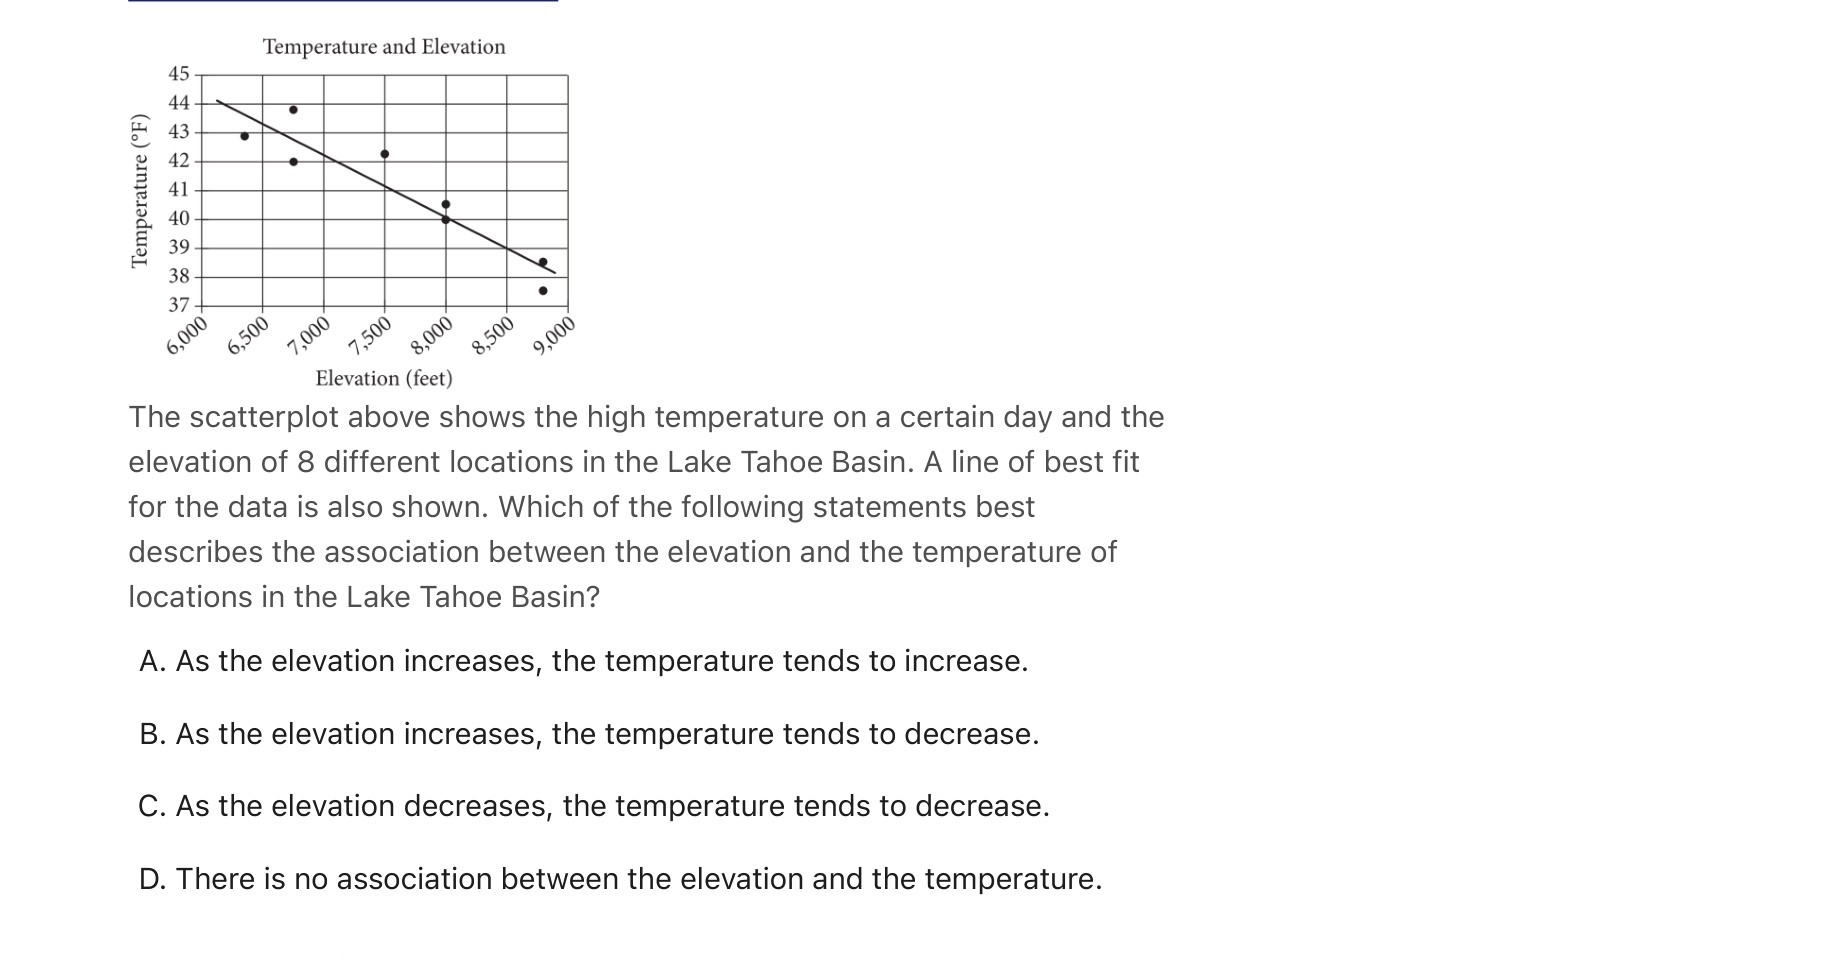 Temperature and Elevation
45
44
43
42
41
40
39
38
37
Temperature (°F)
6,000
6,500
7,000
7,500
8,000
8,500
9,000
Elevation (feet)
The scatterplot above shows the high temperature on a certain day and the
elevation of 8 different locations in the Lake Tahoe Basin. A line of best fit
for the data is also shown. Which of the following statements best
describes the association between the elevation and the temperature of
locations in the Lake Tahoe Basin?
A. As the elevation increases, the temperature tends to increase.
B. As the elevation increases, the temperature tends to decrease.
C. As the elevation decreases, the temperature tends to decrease.
D. There is no association between the elevation and the temperature.